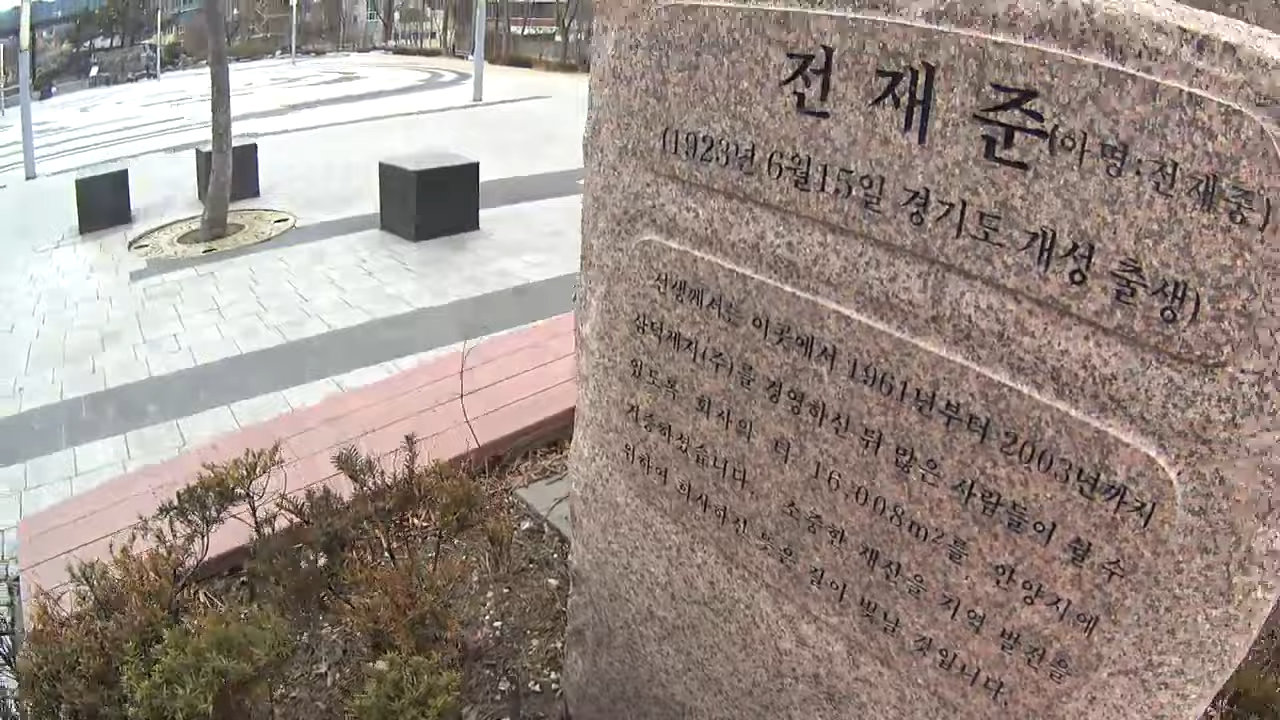 전재준(아명:전재종)
(1923년 6월15일 경기도 개성 출생)
선생께서는 이곳에서 1961년부터 2003년까지
삼덕제지(주)를 경영하신 뒤 많은 사람들이 쉴 수
있도록 회사의 터 16,008m²를 안양시에
기증하셨습니다. 소중한 재산을 지역 발전을
위하여 희사하신 뜻은 길이 빛날 것입니다.